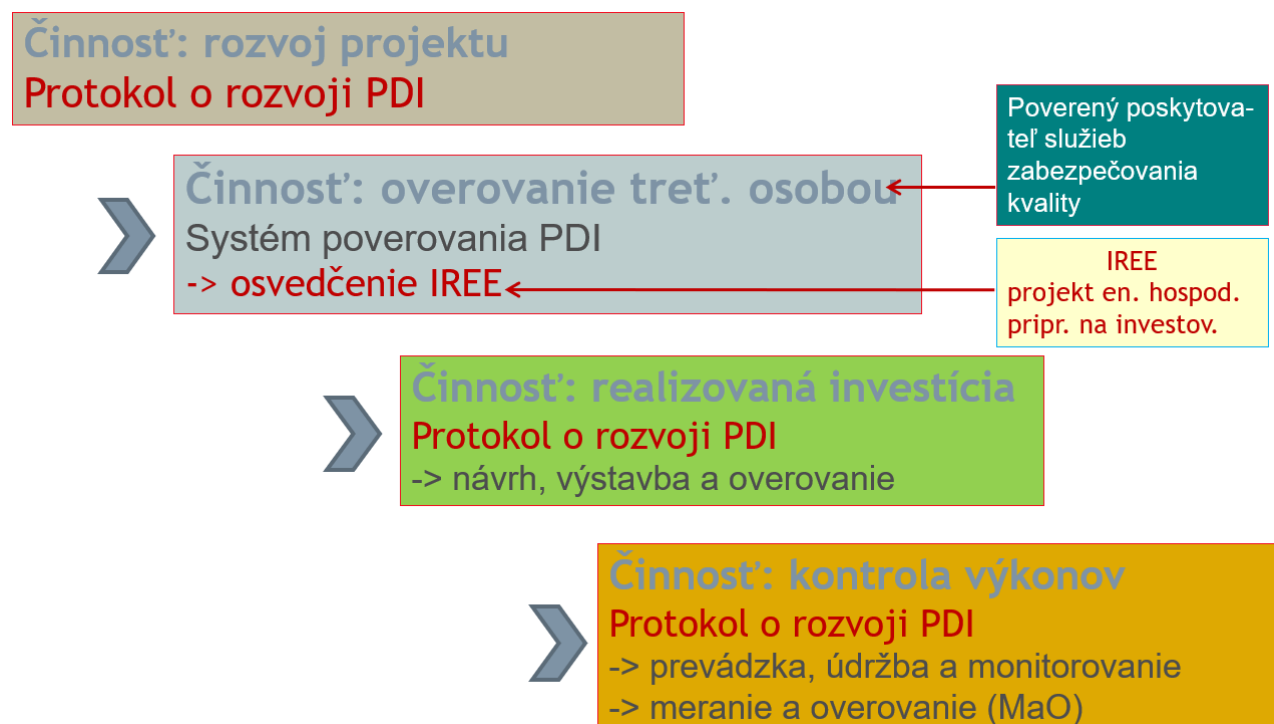 Činnosť: rozvoj projektu
Protokol o rozvoji PDI
Poverený poskytova-
teľ služieb
zabezpečovania
kvality
Činnosť: overovanie treť. osobou
Systém poverovania PDI
-> osvedčenie IREE
IREE
projekt en. hospod.
pripr. na investov.
Činnosť: realizovaná investícia
Protokol o rozvoji PDI
-> návrh, výstavba a overovanie
Činnosť: kontrola výkonov
Protokol o rozvoji PDI
-> prevádzka, údržba a monitorovanie
-> meranie a overovanie (MaO)